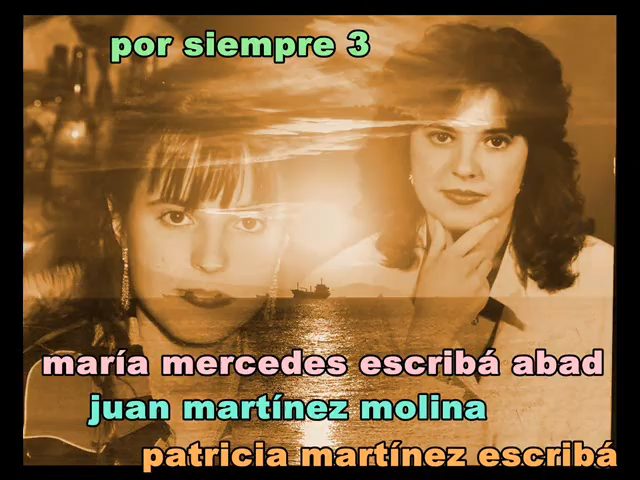 por siempre 3
maría mercedes escribá abad
juan martínez molina
patricia martínez escribá